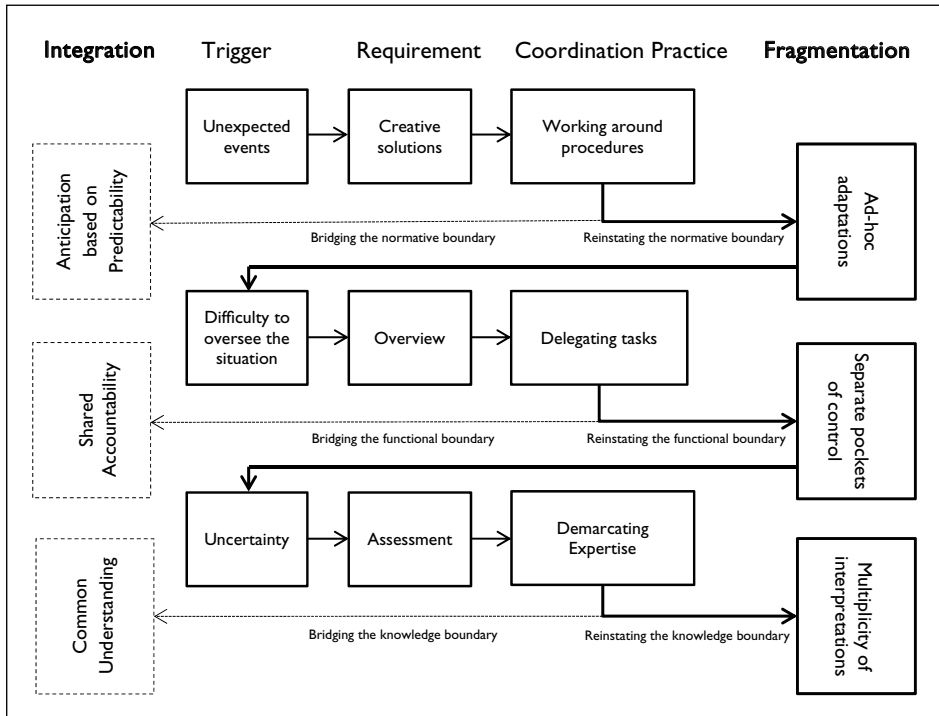 Integration
Trigger
Requirement
Coordination Practice
Fragmentation
Unexpected
events
Creative
solutions
Working around
procedures
Anticipation
based on
Predictability
Ad-hoc
adaptations
Bridging the normative boundary
Reinstating the normative boundary
Difficulty to
oversee the
situation
Overview
Delegating tasks
Shared
Accountability
Separate pockets
of control
Bridging the functional boundary
Reinstating the functional boundary
Uncertainty
Assessment
Demarcating
Expertise
Common
Understanding
Multiplicity of
interpretations
Bridging the knowledge boundary
Reinstating the knowledge boundary